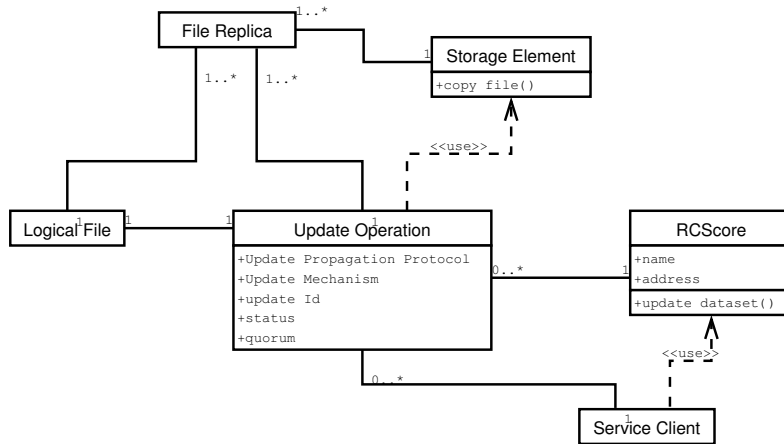 1..*
File Replica
1
Storage Element
+copy file()
1..*
1..*
<<use>>
1
Logical File
1
1
1
Update Operation
+Update Propagation Protocol
+Update Mechanism
+update Id
+status
+quorum
RCScore
+name
+address
+update dataset()
0..*
1
<<use>>
0..*
1
Service Client